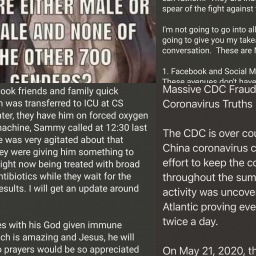 RE EITHER MALE OR
ALE AND NONE OF
HE OTHER 700
GENDERS?
ook friends and family quick
n was transferred to ICU at CS
ter, they have him on forced oxygen
machine, Sammy called at 12:30 last
e was very agitated about that
ey were giving him something to
ight now being treated with broad
ntibiotics while they wait for the
esults. I will get an update around
es with his God given immune
ch is amazing and Jesus, he will
o prayers would be so appreciated
spear of the fight against
I'm not going to go into all
going to give you my take
conversation. These are
1. Facebook and Social M
These avenues don't have
Massive CDC Fraud
Coronavirus Truths
The CDC is over cou
China coronavirus c
effort to keep the co
throughout the sum
activity was uncove
Atlantic proving eve
twice a day.
On May 21, 2020, th